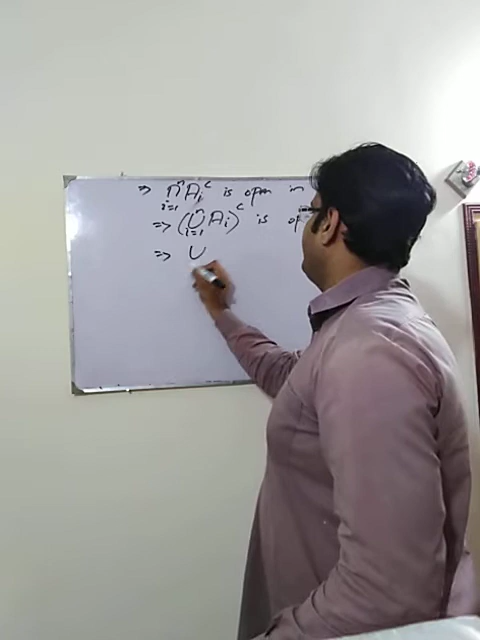 ⇒ ⋂ⁿᵢ₌₁ Aᵢᶜ is open in
⇒ (⋃ⁿᵢ₌₁ Aᵢ)ᶜ is op
⇒ ∪